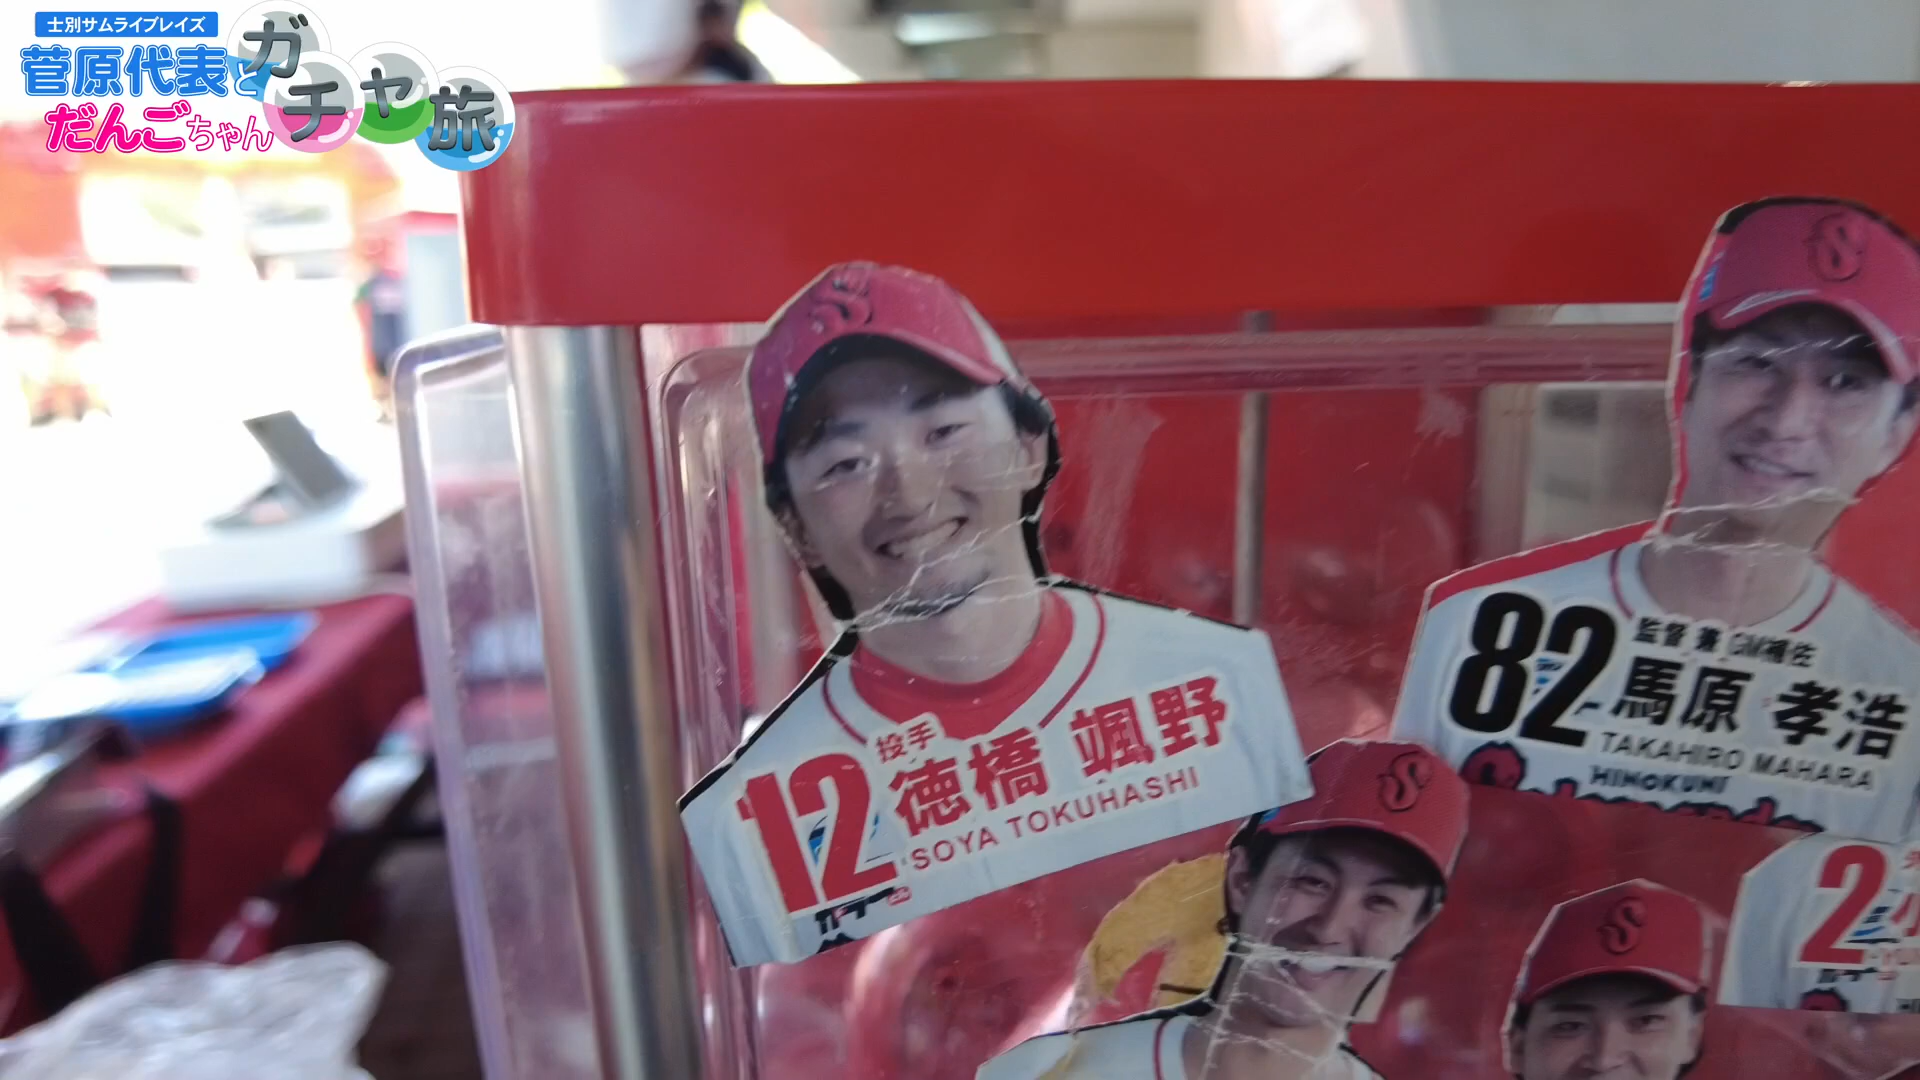 士別サムライブレイズ
菅原代表と
だんごちゃん
ガチャ旅
S
S
12
投手
徳橋 颯野
SOYA TOKUHASHI
82
監督 兼 GM補佐
馬原 孝浩
TAKAHIRO MAHARA
HINOKUNI
S
S
2